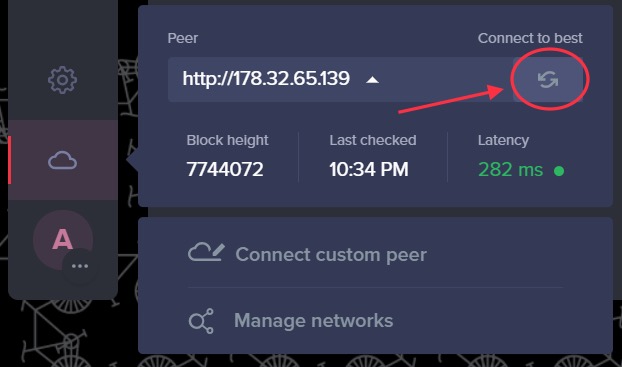 Peer Connect to best
http://178.32.65.139
Block height Last checked Latency
7744072 10:34 PM 282 ms
A
Connect custom peer
Manage networks